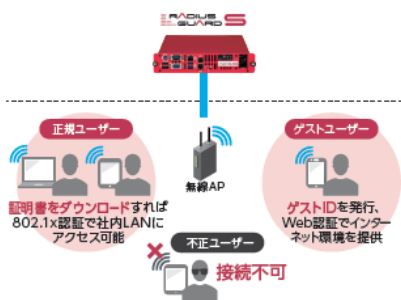 RADIUS
GUARD S
正規ユーザー
ゲストユーザー
無線AP
証明書をダウンロードすれば
802.1x認証で社内LANに
アクセス可能
ゲストIDを発行、
Web認証でインター
ネット環境を提供
不正ユーザー
接続不可